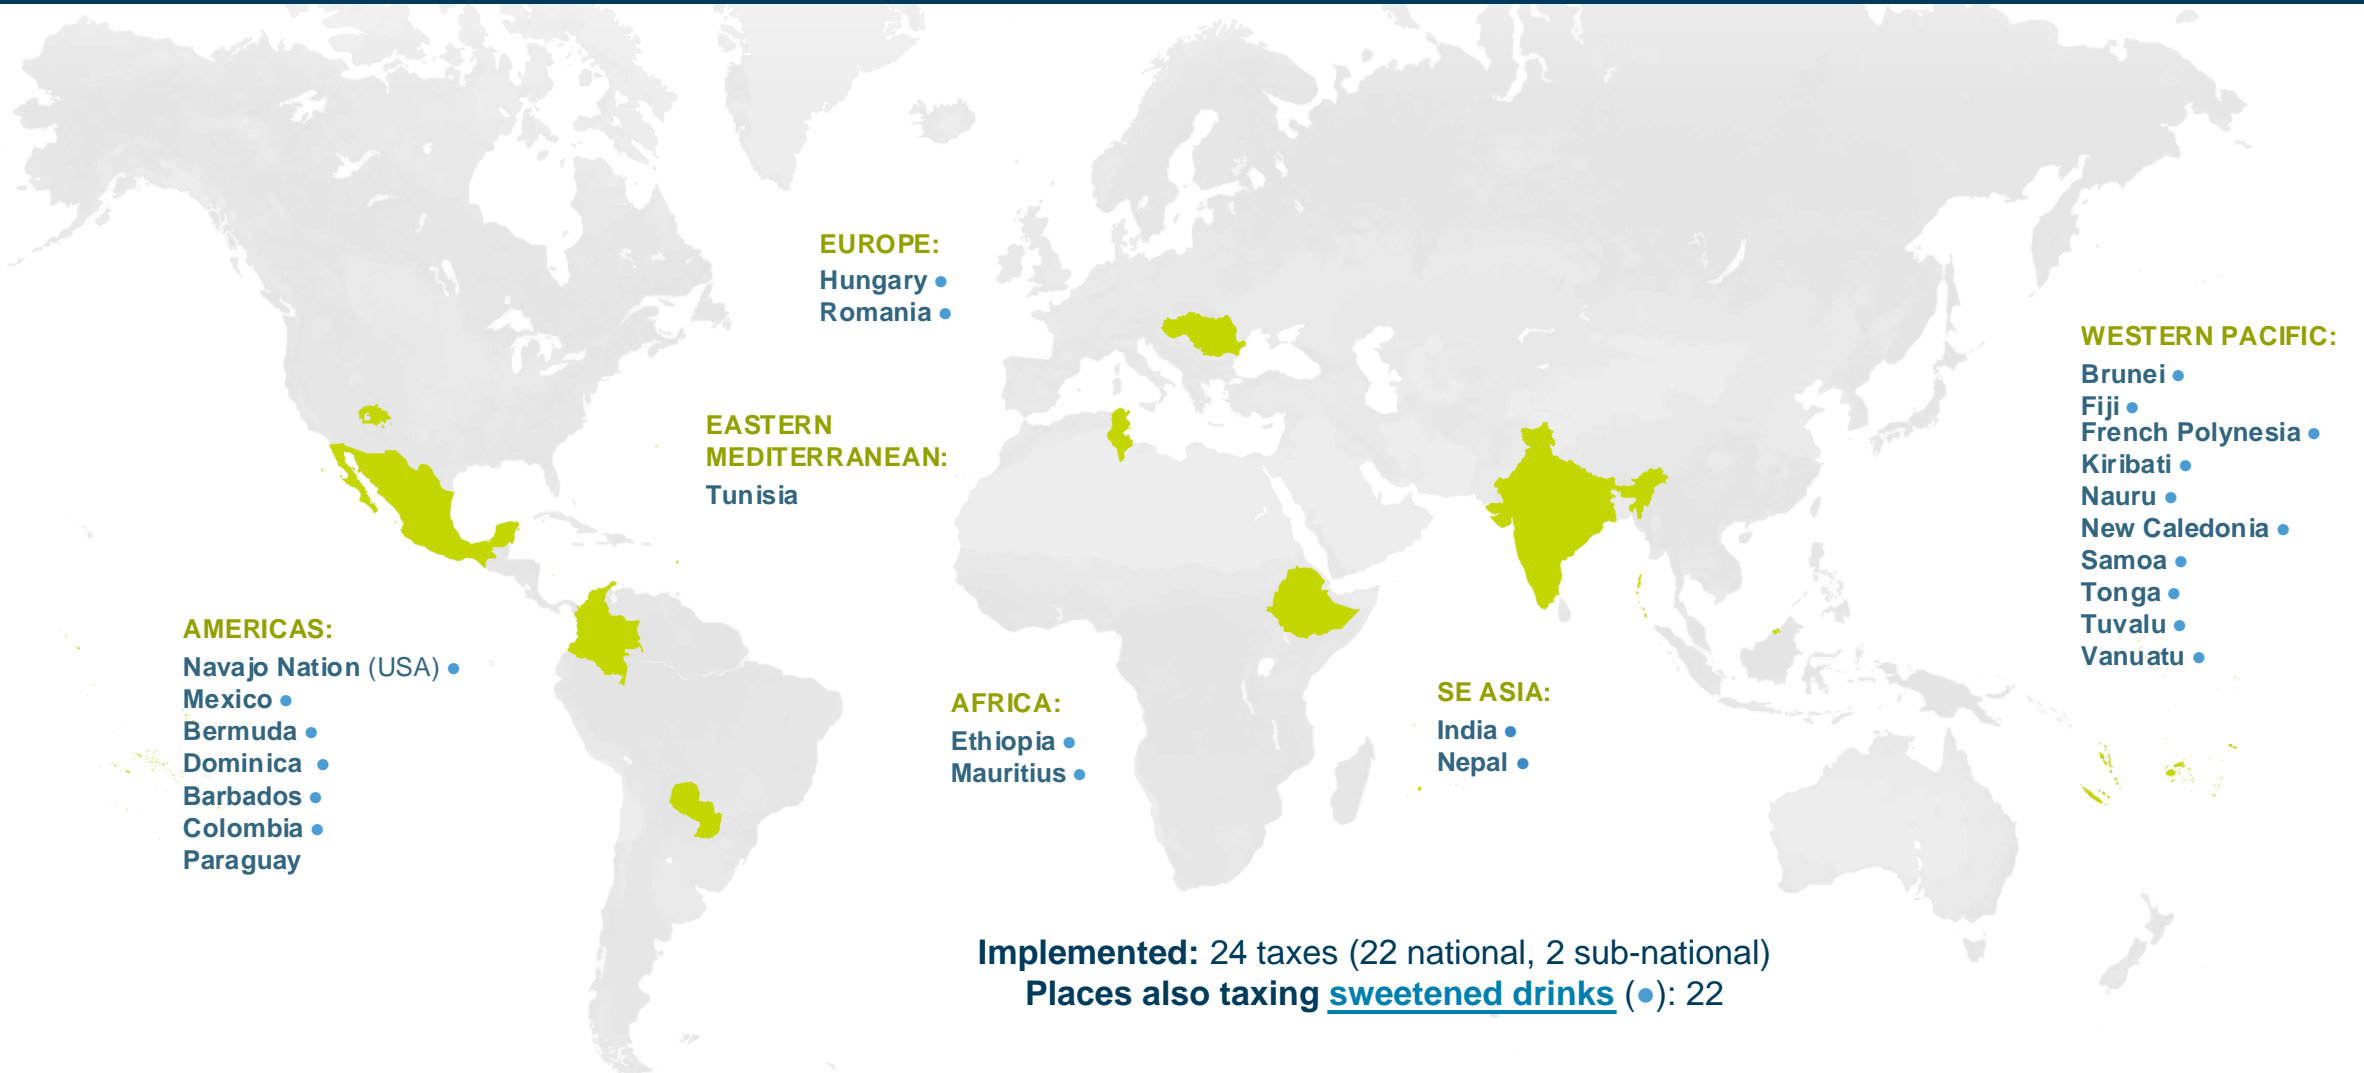 EUROPE:
Hungary ●
Romania ●
EASTERN
MEDITERRANEAN:
Tunisia
WESTERN PACIFIC:
Brunei ●
Fiji ●
French Polynesia ●
Kiribati ●
Nauru ●
New Caledonia ●
Samoa ●
Tonga ●
Tuvalu ●
Vanuatu ●
AMERICAS:
Navajo Nation (USA) ●
Mexico ●
Bermuda ●
Dominica ●
Barbados ●
Colombia ●
Paraguay
AFRICA:
Ethiopia ●
Mauritius ●
SE ASIA:
India ●
Nepal ●
Implemented: 24 taxes (22 national, 2 sub-national)
Places also taxing sweetened drinks (●): 22